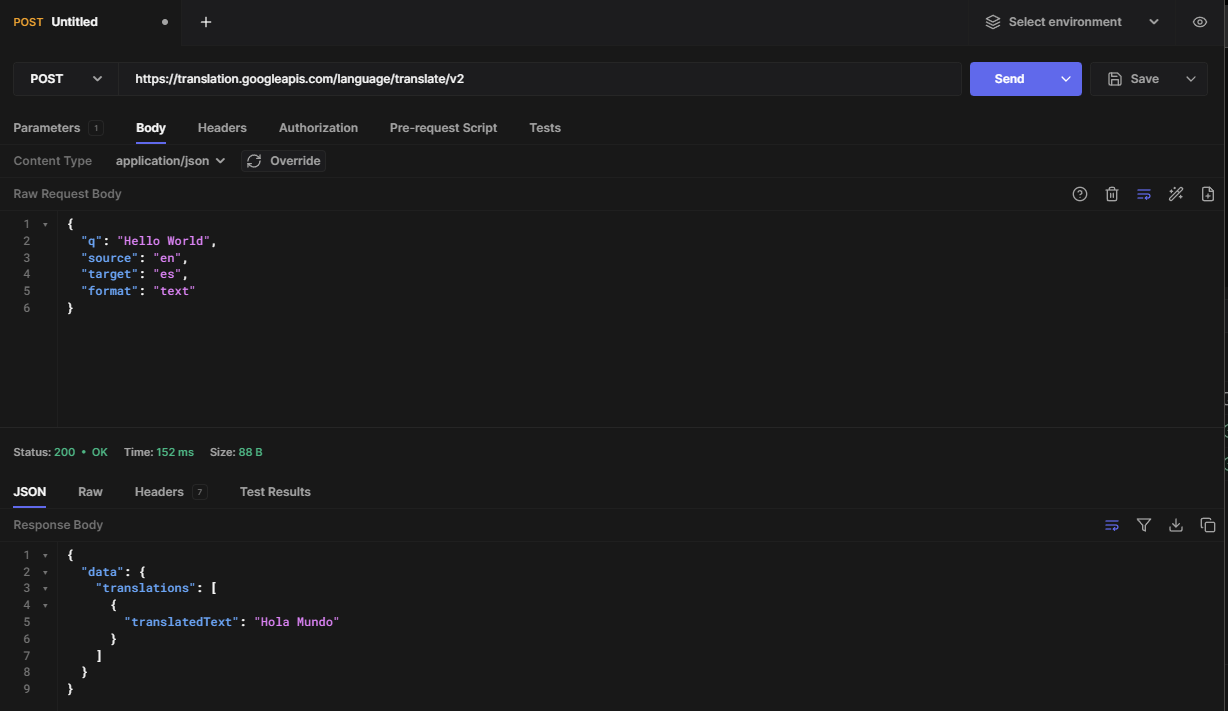 POST Untitled
Select environment
POST https://translation.googleapis.com/language/translate/v2 Send Save
Parameters 1 Body Headers Authorization Pre-request Script Tests
Content Type application/json Override
Raw Request Body
1 {
2 "q": "Hello World",
3 "source": "en",
4 "target": "es",
5 "format": "text"
6 }
Status: 200 • OK Time: 152 ms Size: 88 B
JSON Raw Headers 7 Test Results
Response Body
1 {
2 "data": {
3 "translations": [
4 {
5 "translatedText": "Hola Mundo"
6 }
7 ]
8 }
9 }